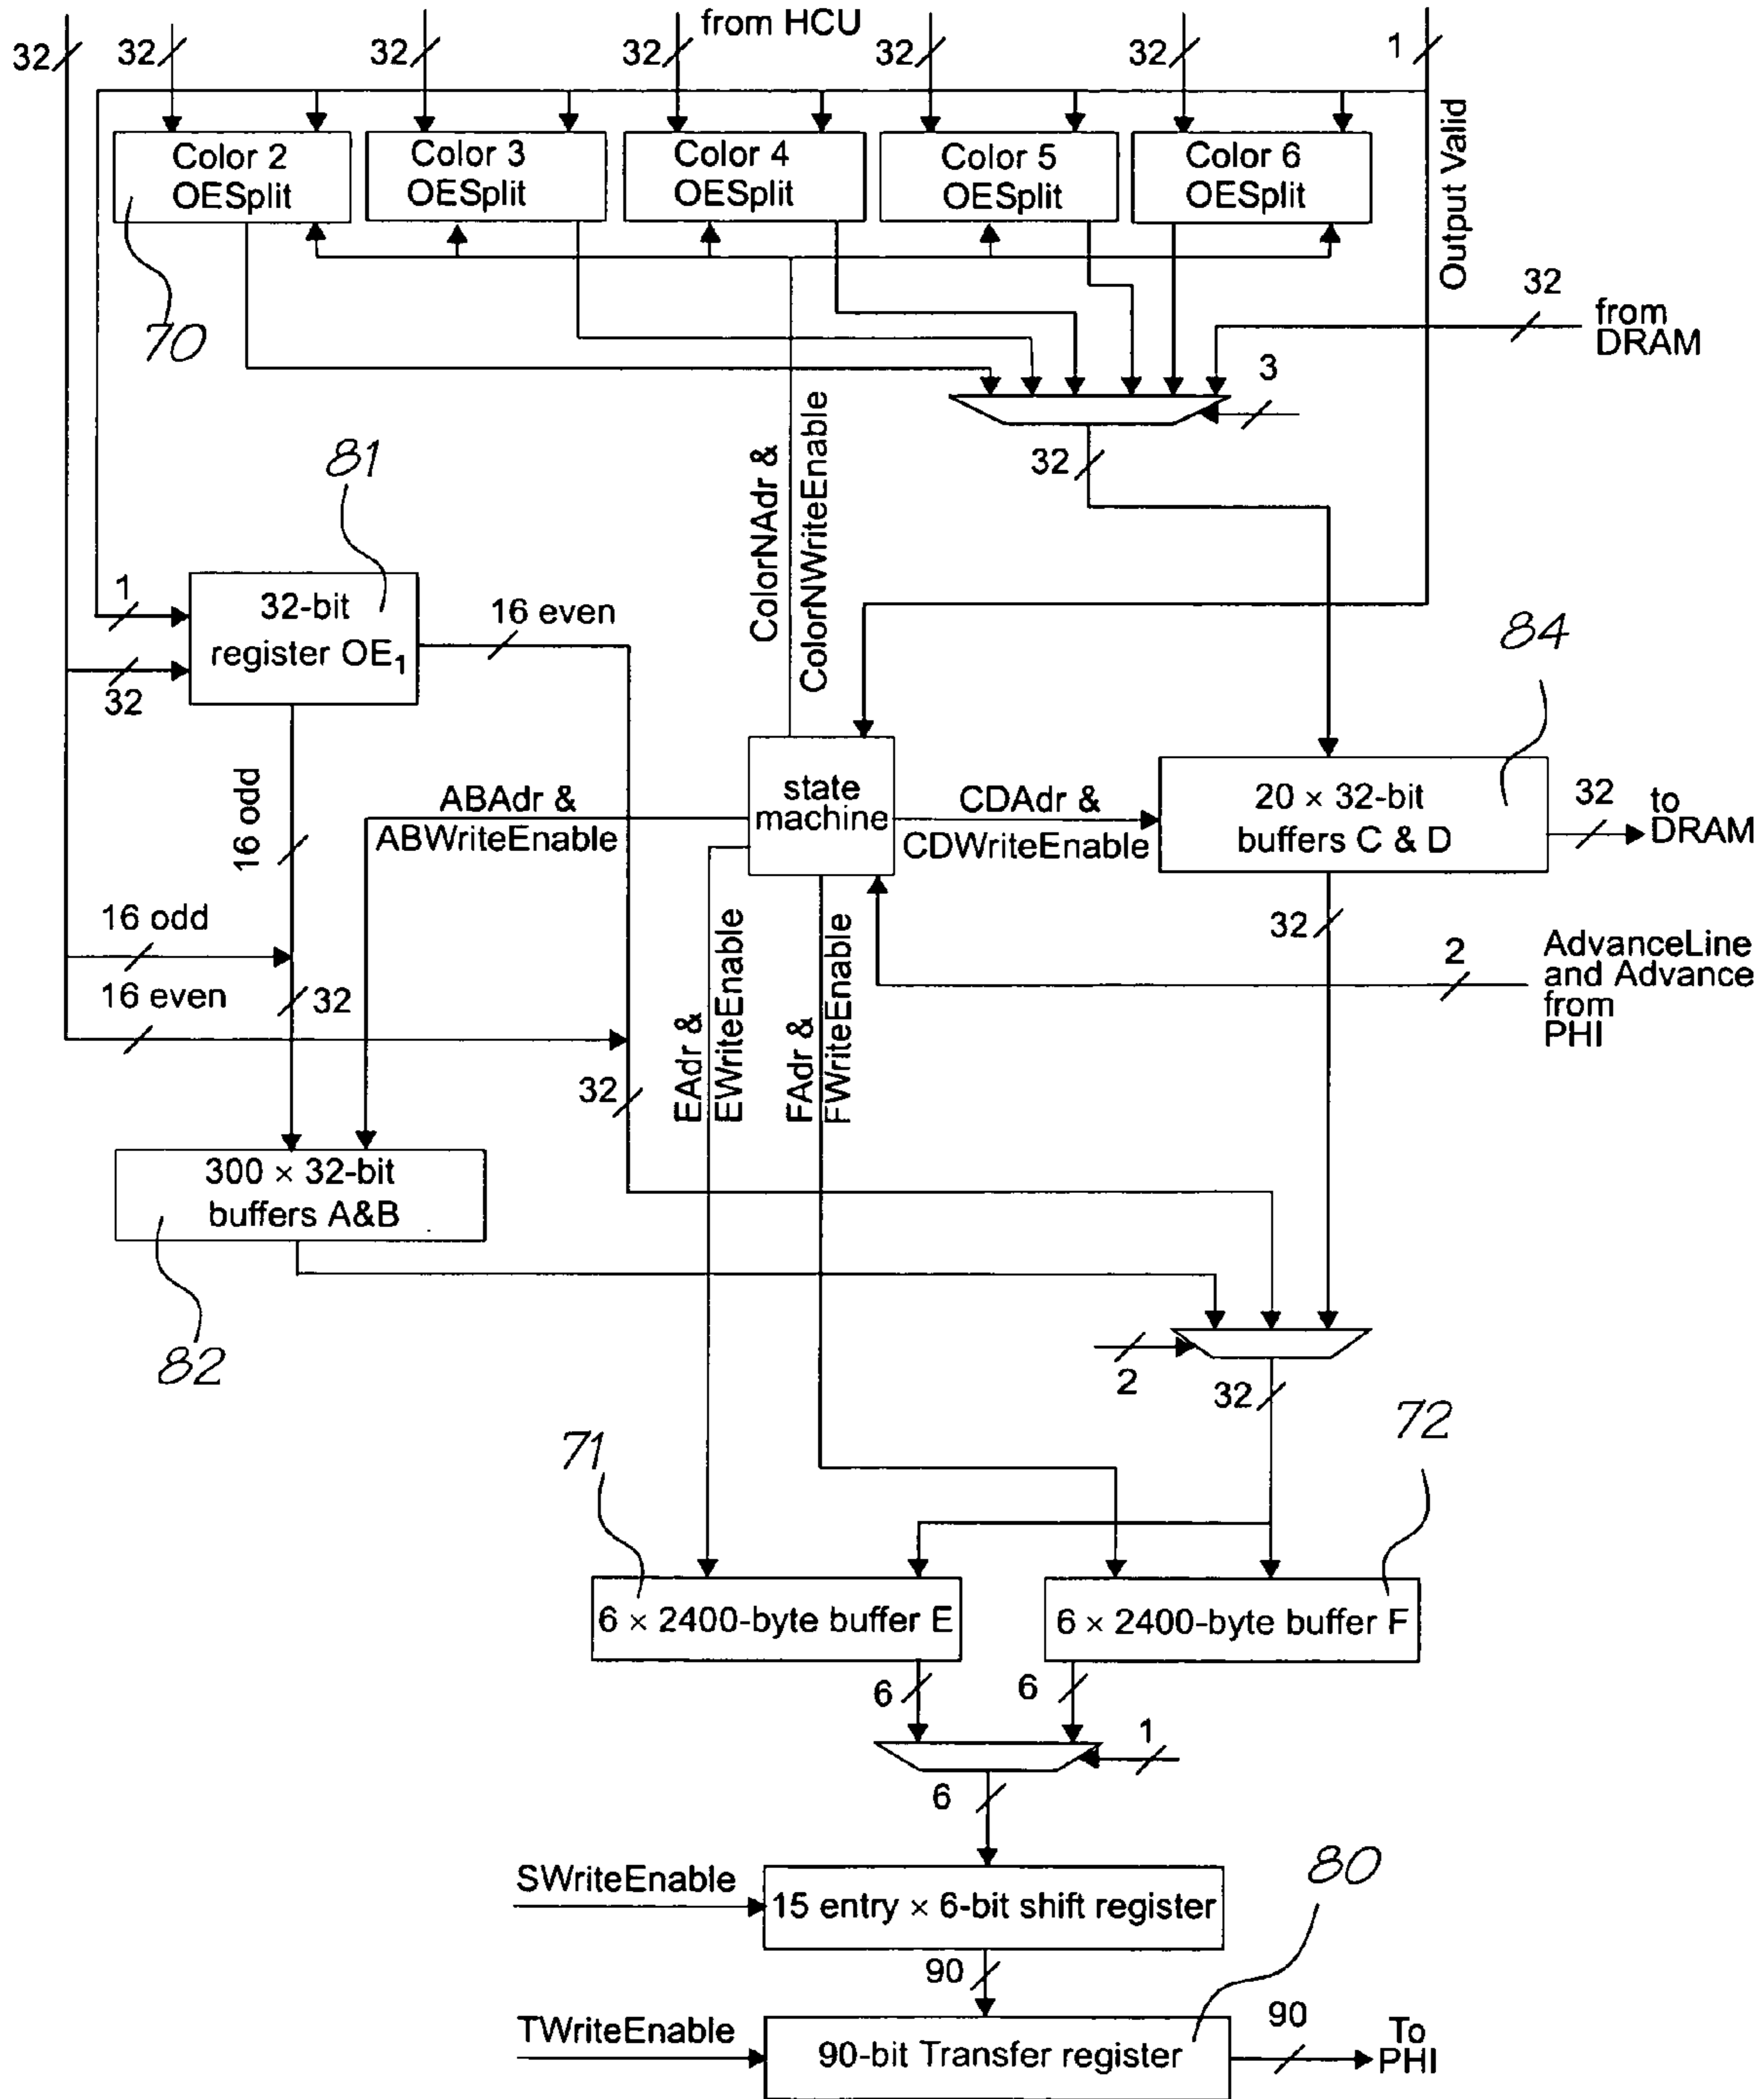 from HCU
32
32
32
32
32
32
1
Color 2
OESplit
Color 3
OESplit
Color 4
OESplit
Color 5
OESplit
Color 6
OESplit
Output Valid
70
32
from
DRAM
3
32
81
ColorNAdr &
ColorNWriteEnable
1
32-bit
register OE₁
16 even
32
84
16 odd
ABAdr &
ABWriteEnable
state
machine
CDAdr &
CDWriteEnable
20 × 32-bit
buffers C & D
32
to
DRAM
16 odd
16 even
32
EAdr &
EWriteEnable
FAdr &
FWriteEnable
32
2
AdvanceLine
and Advance
from
PHI
32
300 × 32-bit
buffers A&B
82
2
32
71
72
6 × 2400-byte buffer E
6 × 2400-byte buffer F
6
6
1
6
SWriteEnable
15 entry × 6-bit shift register
80
90
TWriteEnable
90-bit Transfer register
90
To
PHI